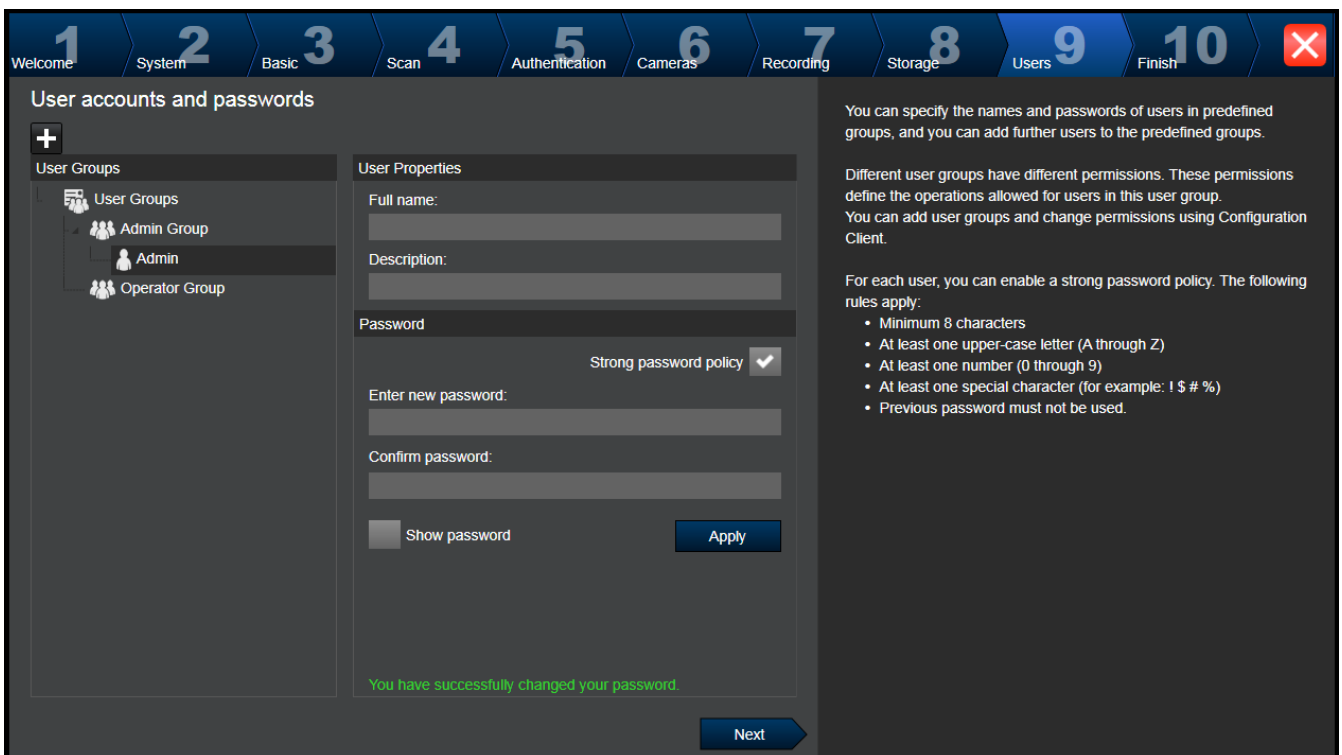 1 2 3 4 5 6 7 8 9 10
Welcome System Basic Scan Authentication Cameras Recording Storage Users Finish
User accounts and passwords
User Groups
User Groups
Admin Group
Admin
Operator Group
User Properties
Full name:
Description:
Password
Strong password policy
Enter new password:
Confirm password:
Show password
Apply
You have successfully changed your password.
Next
You can specify the names and passwords of users in predefined
groups, and you can add further users to the predefined groups.
Different user groups have different permissions. These permissions
define the operations allowed for users in this user group.
You can add user groups and change permissions using Configuration
Client.
For each user, you can enable a strong password policy. The following
rules apply:
• Minimum 8 characters
• At least one upper-case letter (A through Z)
• At least one number (0 through 9)
• At least one special character (for example: ! $ # %)
• Previous password must not be used.